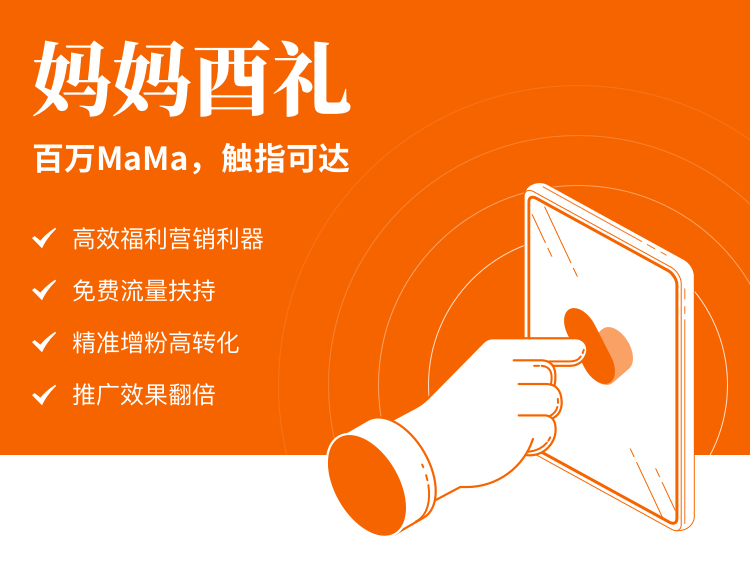 妈妈酉礼
百万MaMa，触指可达
高效福利营销利器
免费流量扶持
精准增粉高转化
推广效果翻倍